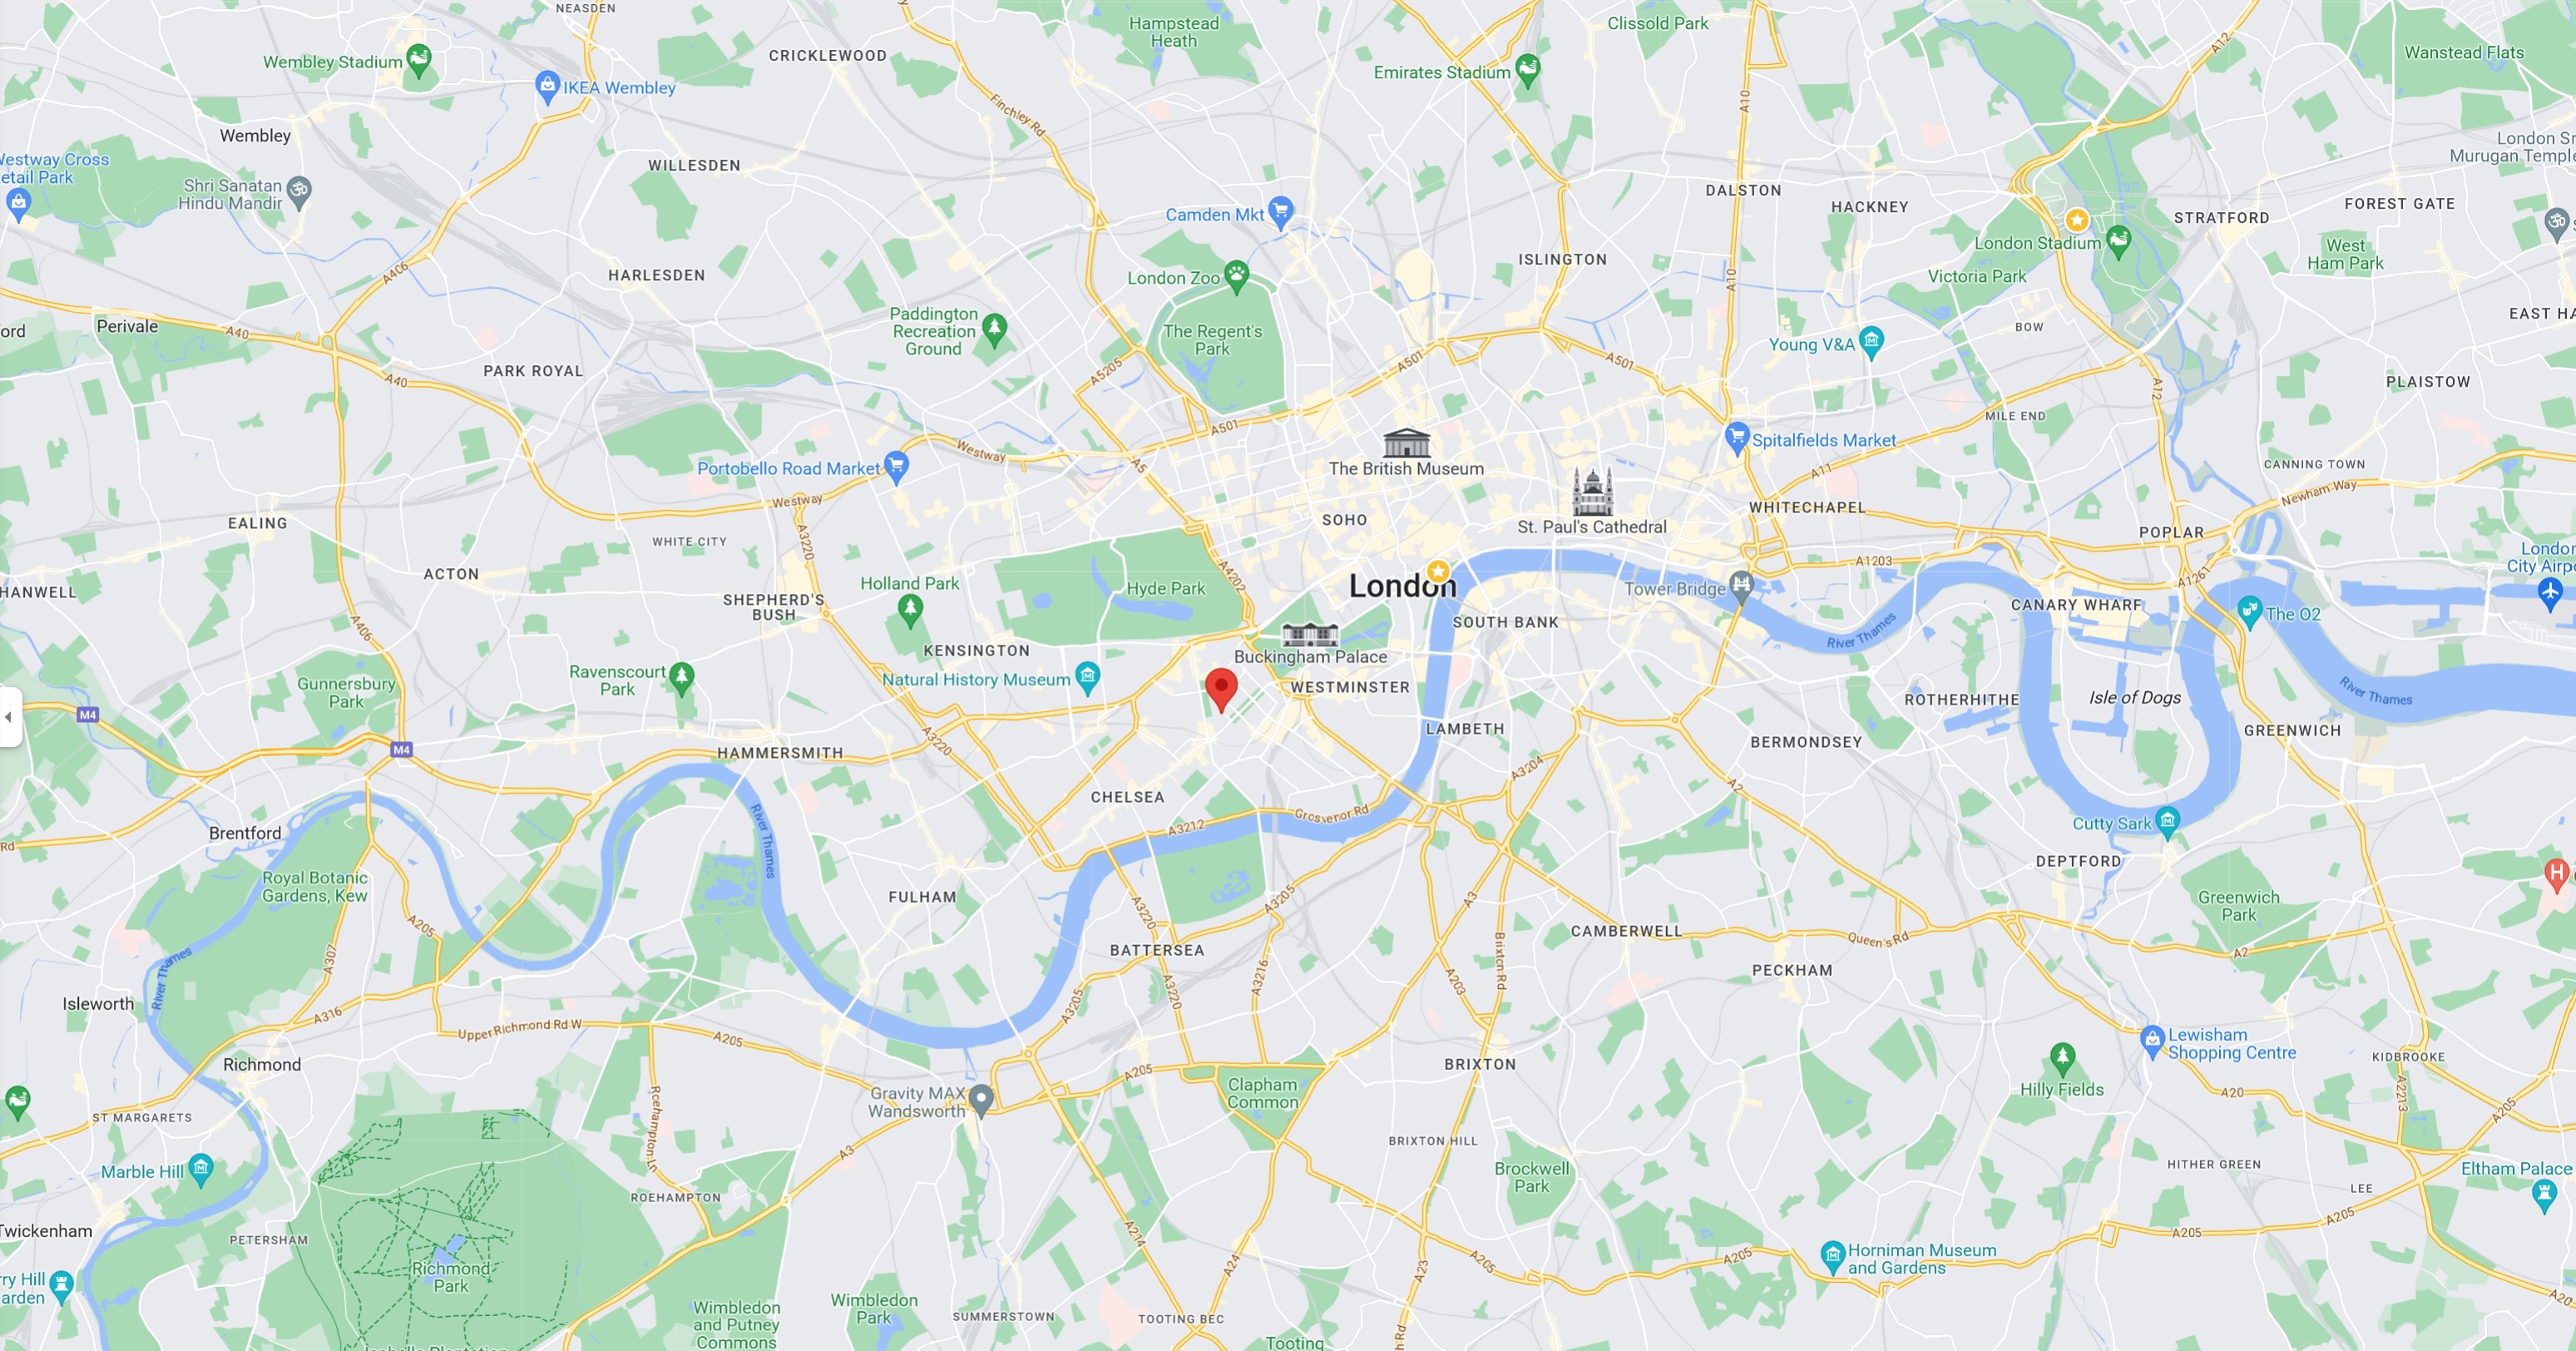 NEASDEN
Hampstead
Heath
Clissold Park
Wembley Stadium
CRICKLEWOOD
Emirates Stadium
A12
Wanstead Flats
IKEA Wembley
Finchley Rd
A10
Wembley
London Sr
Murugan Temple
Westway Cross
etail Park
WILLESDEN
Shri Sanatan
Hindu Mandir
DALSTON
HACKNEY
FOREST GATE
Camden Mkt
STRATFORD
London Stadium
West
Ham Park
ISLINGTON
A406
HARLESDEN
London Zoo
A10
Victoria Park
ord
Perivale
A40
Paddington
Recreation
Ground
The Regent's
Park
EAST HA
BOW
Young V&A
A501
A501
A5205
PARK ROYAL
A40
PLAISTOW
A12
MILE END
A501
Spitalfields Market
Westway
A5
The British Museum
Portobello Road Market
CANNING TOWN
A11
Newham Way
Westway
WHITECHAPEL
EALING
SOHO
St. Paul's Cathedral
POPLAR
WHITE CITY
A3220
A1203
London
City Airpo
ACTON
A4202
A1261
HANWELL
Holland Park
Hyde Park
London
Tower Bridge
SHEPHERD'S
BUSH
CANARY WHARF
The O2
A406
SOUTH BANK
River Thames
KENSINGTON
Buckingham Palace
Ravenscourt
Park
Natural History Museum
Gunnersbury
Park
WESTMINSTER
ROTHERHITHE
Isle of Dogs
River Thames
M4
LAMBETH
GREENWICH
M4
A3220
HAMMERSMITH
BERMONDSEY
A3204
A2
CHELSEA
Grosvenor Rd
A3212
Brentford
River Thames
Rd
Cutty Sark
DEPTFORD
Royal Botanic
Gardens, Kew
FULHAM
A3220
A3205
A3
Greenwich
Park
A205
CAMBERWELL
Queen's Rd
BATTERSEA
A2
A307
Brixton Rd
PECKHAM
River Thames
A3216
A203
A3220
Isleworth
A3205
A316
Upper Richmond Rd W
A205
Lewisham
Shopping Centre
Richmond
BRIXTON
KIDBROOKE
A205
Clapham
Common
Hilly Fields
Gravity MAX
Wandsworth
A20
A2213
A205
ST MARGARETS
Roehampton Ln
BRIXTON HILL
A3
Marble Hill
Brockwell
Park
HITHER GREEN
Eltham Palace
LEE
ROEHAMPTON
Twickenham
PETERSHAM
A214
A205
A205
A205
A205
Horniman Museum
and Gardens
A24
A23
Richmond
Park
ry Hill
arden
A20
Wimbledon
and Putney
Commons
Wimbledon
Park
SUMMERSTOWN
TOOTING BEC
h Rd
Tooting